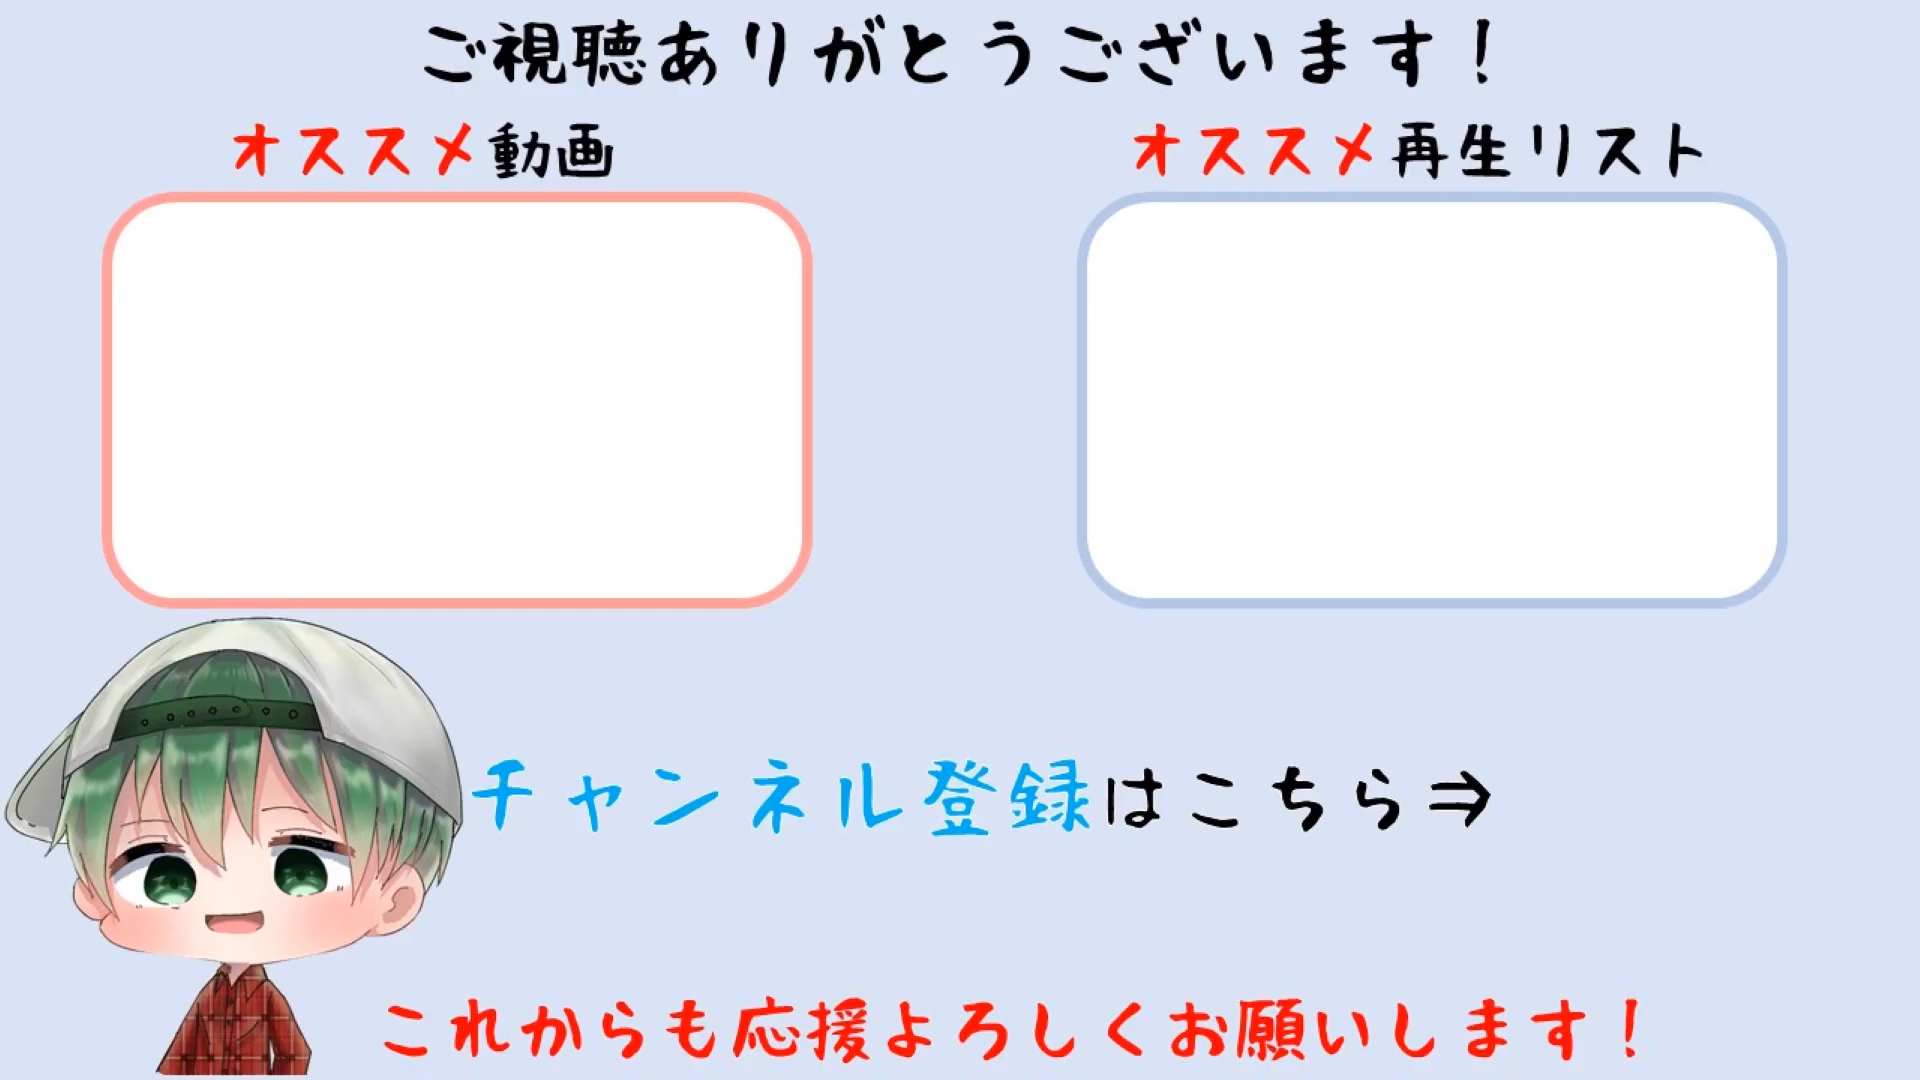 ご視聴ありがとうございます！
オススメ動画
オススメ再生リスト
チャンネル登録はこちら⇒
これからも応援よろしくお願いします！